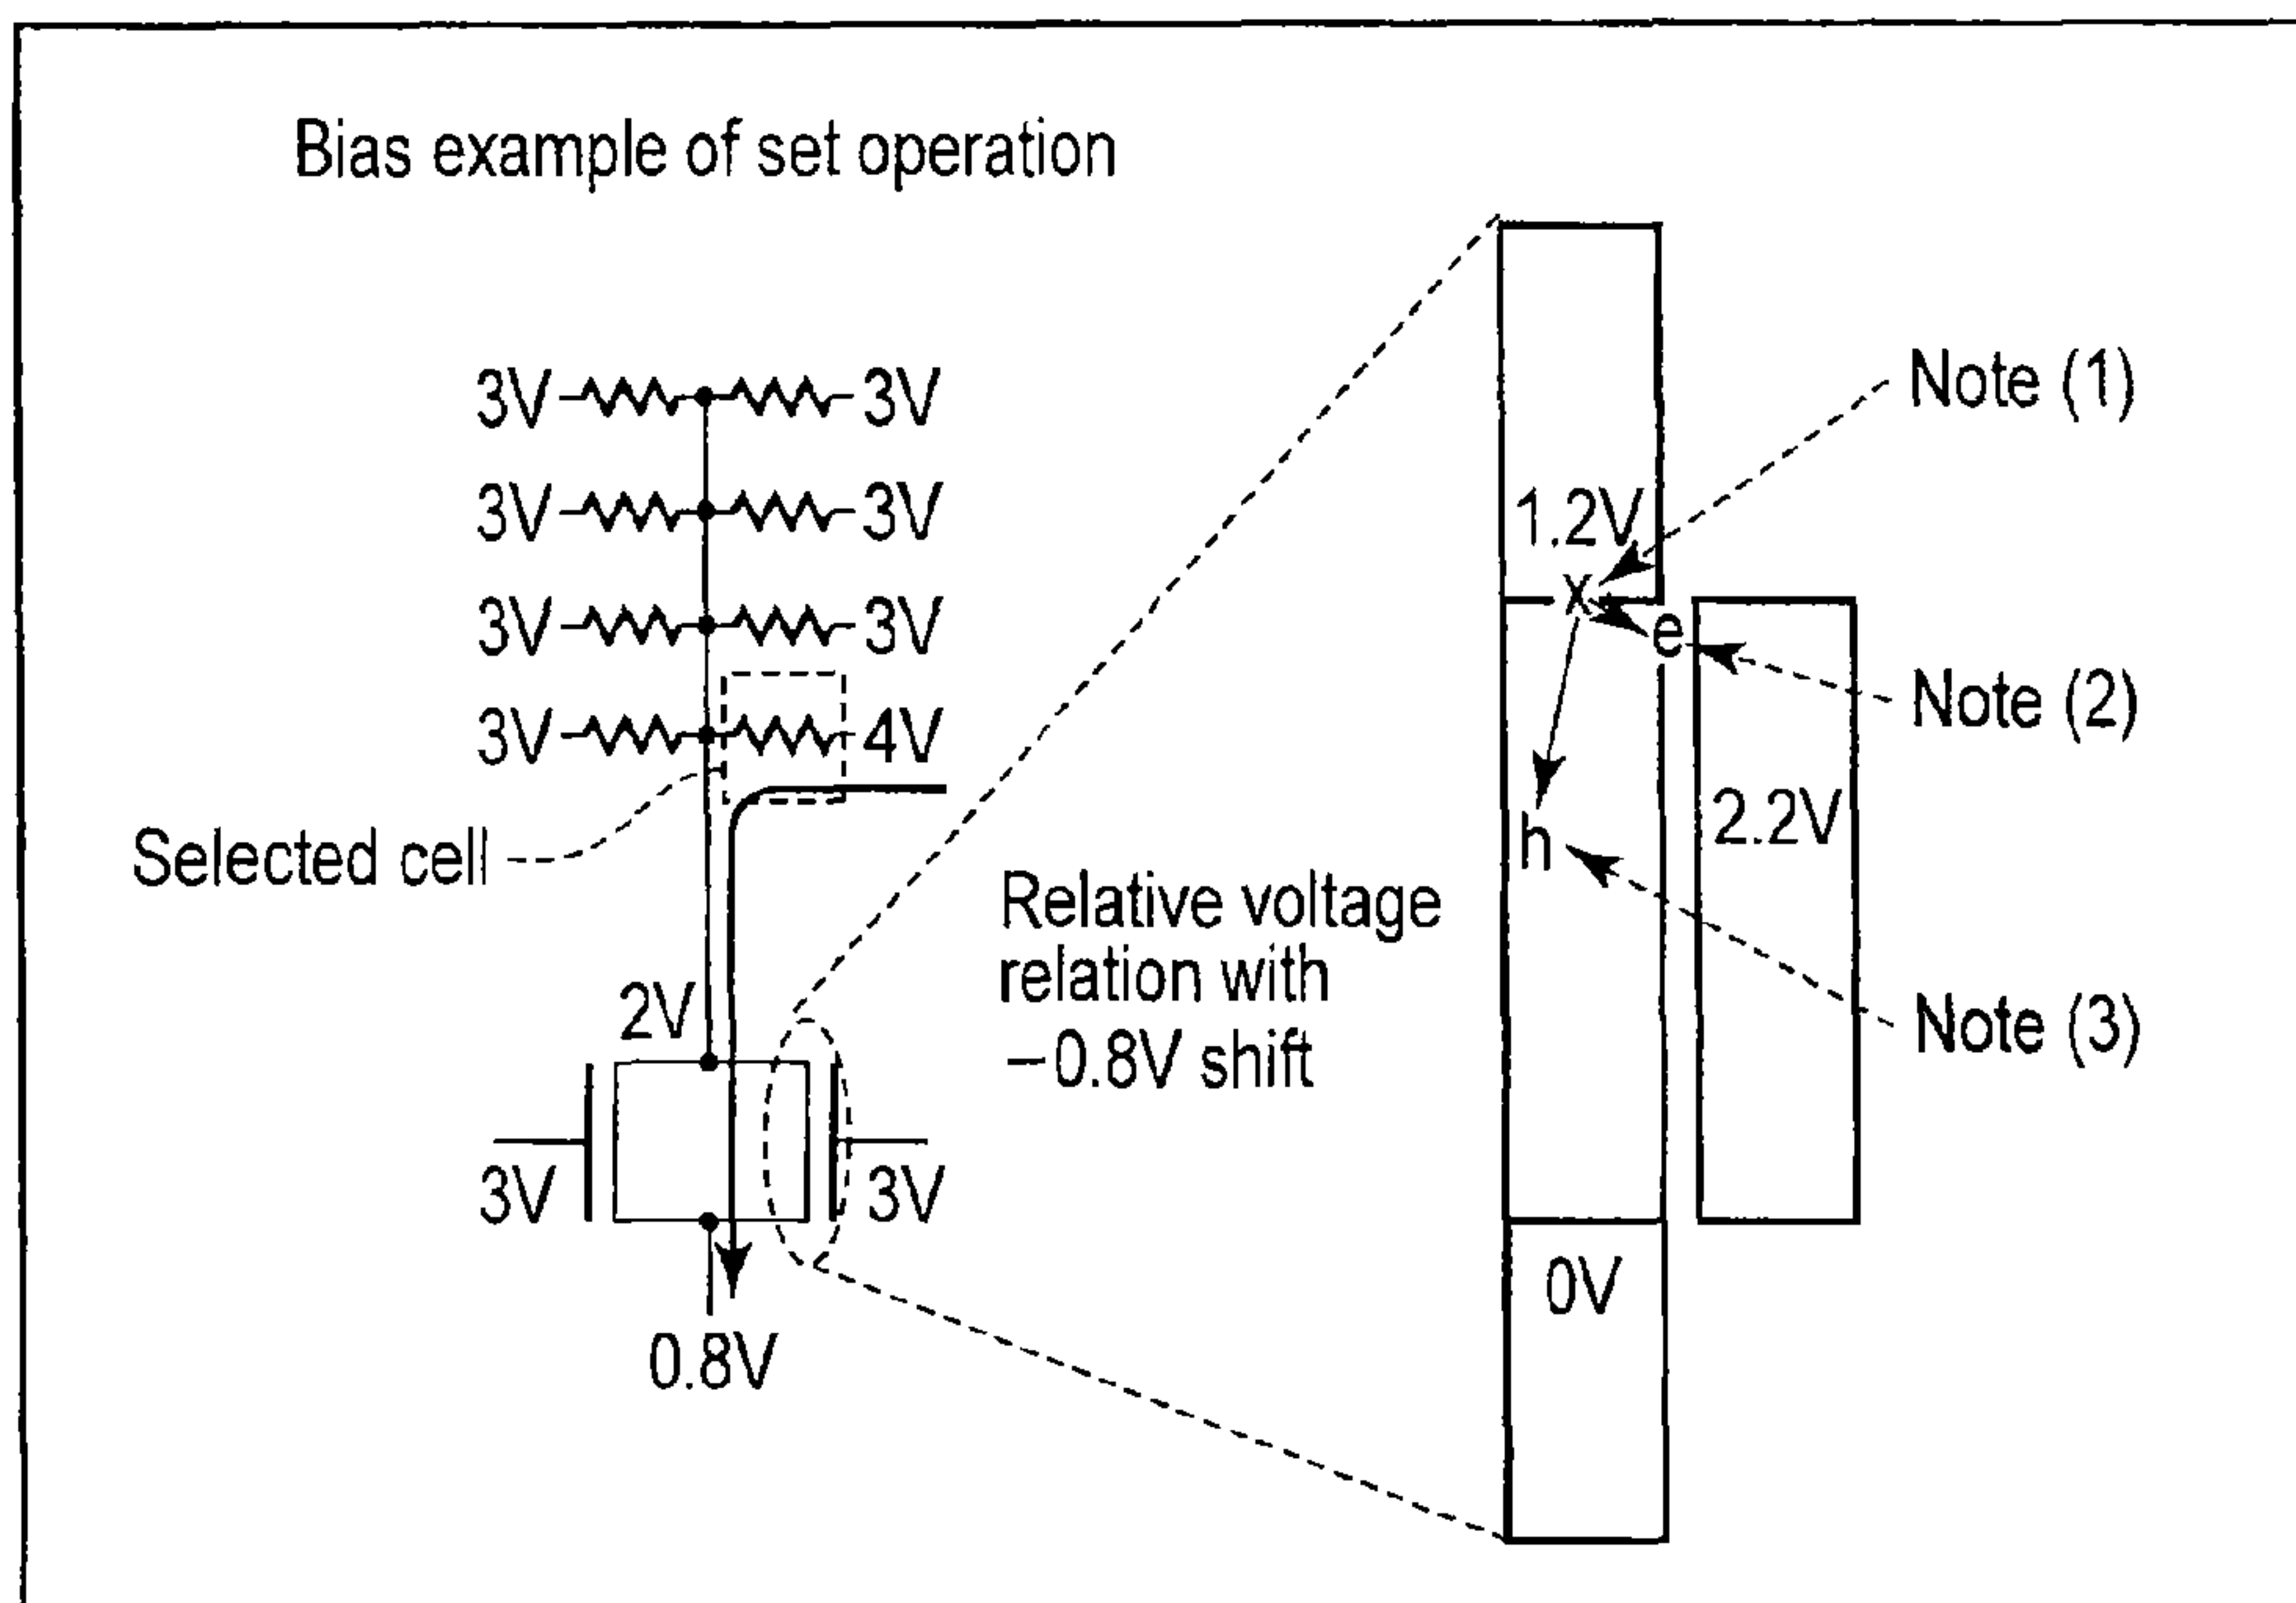 Bias example of set operation
3V 3V
3V 3V
3V 3V
3V 4V
Selected cell
2V
3V 3V
0.8V
Relative voltage
relation with
−0.8V shift
1.2V
x
e
h
2.2V
0V
Note (1)
Note (2)
Note (3)